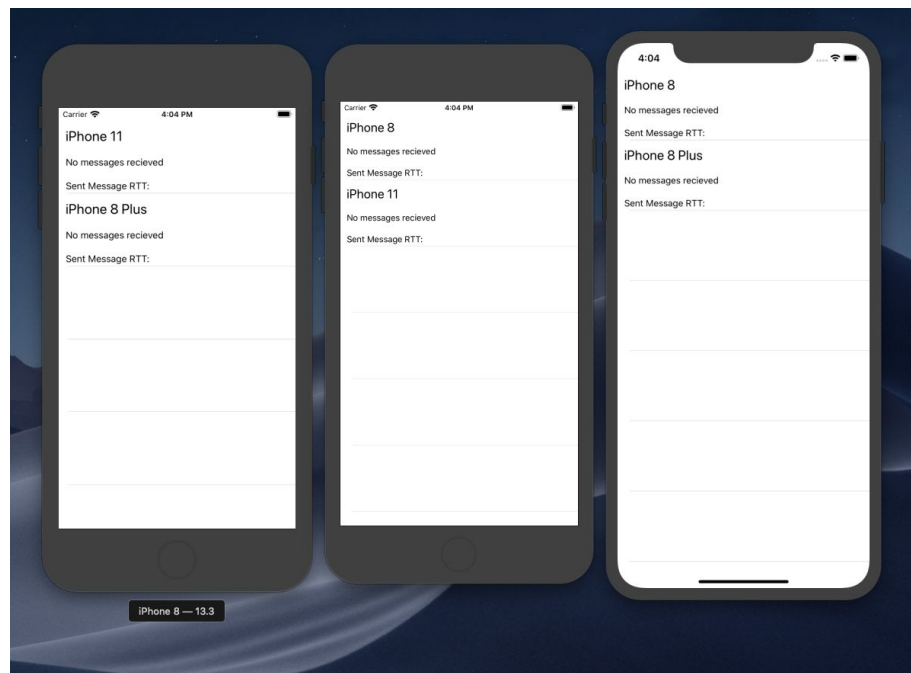 Carrier
4:04 PM
iPhone 11
No messages recieved
Sent Message RTT:
iPhone 8 Plus
No messages recieved
Sent Message RTT:
iPhone 8 — 13.3
Carrier
4:04 PM
iPhone 8
No messages recieved
Sent Message RTT:
iPhone 11
No messages recieved
Sent Message RTT:
4:04
iPhone 8
No messages recieved
Sent Message RTT:
iPhone 8 Plus
No messages recieved
Sent Message RTT: